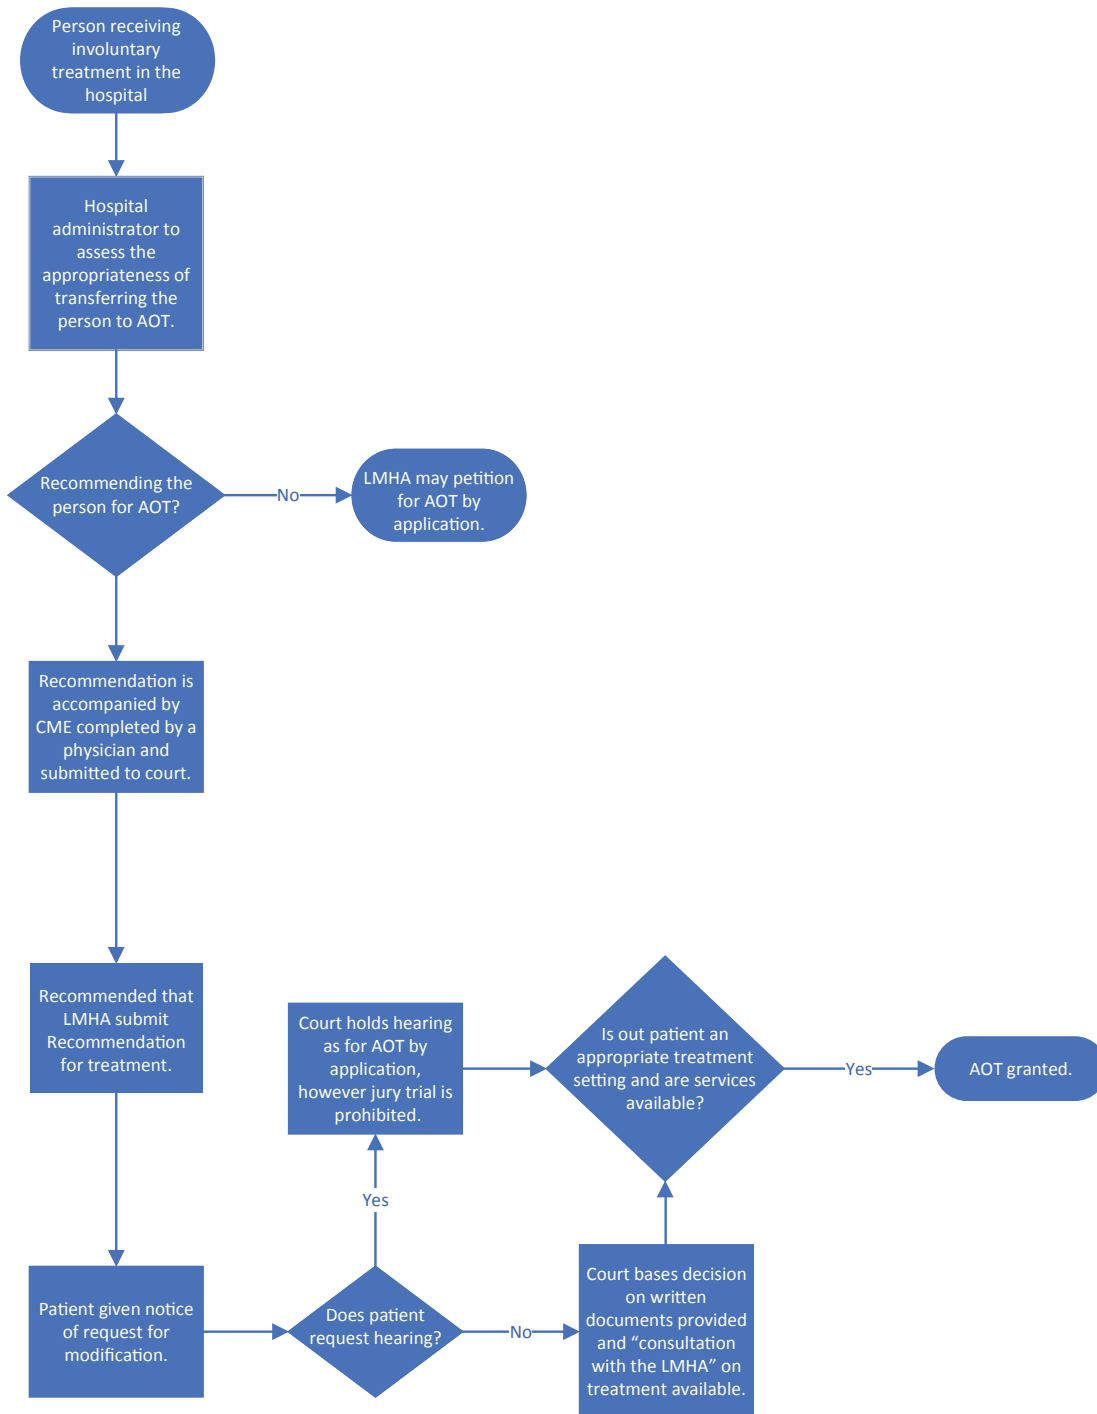 Person receiving
involuntary
treatment in the
hospital
Hospital
administrator to
assess the
appropriateness of
transferring the
person to AOT.
Recommending the
person for AOT?
No
LMHA may petition
for AOT by
application.
Recommendation is
accompanied by
CME completed by a
physician and
submitted to court.
Recommended that
LMHA submit
Recommendation
for treatment.
Patient given notice
of request for
modification.
Does patient
request hearing?
Yes
Court holds hearing
as for AOT by
application,
however jury trial is
prohibited.
No
Court bases decision
on written
documents provided
and “consultation
with the LMHA” on
treatment available.
Is out patient an
appropriate treatment
setting and are services
available?
Yes
AOT granted.